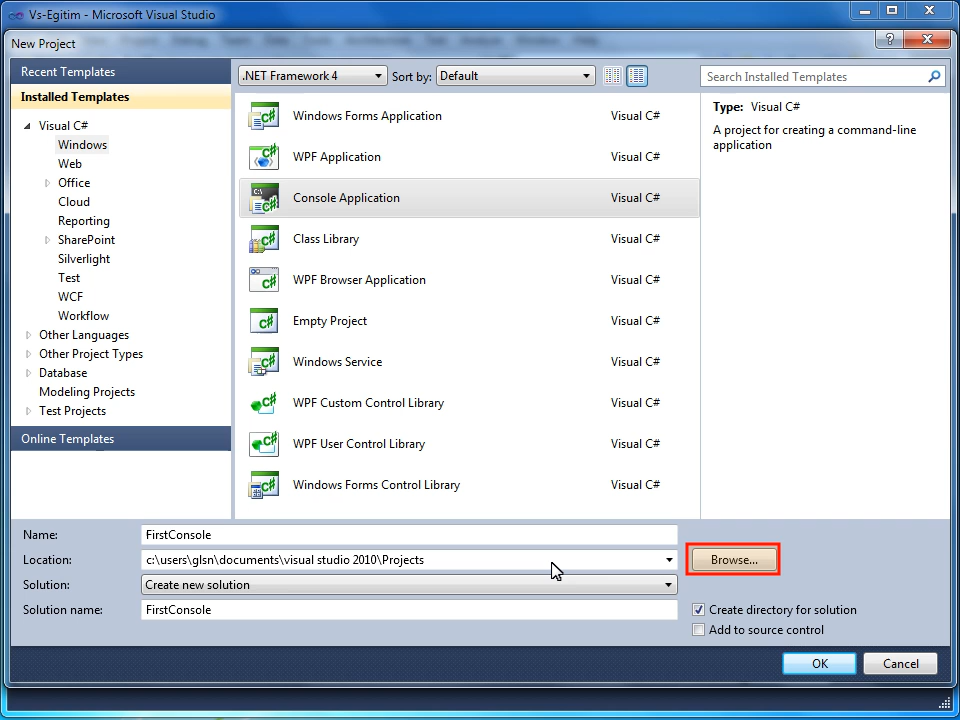 Vs-Egitim - Microsoft Visual Studio
New Project
Recent Templates
.NET Framework 4
Sort by:
Default
Search Installed Templates
Installed Templates
Visual C#
Windows
Web
Office
Cloud
Reporting
SharePoint
Silverlight
Test
WCF
Workflow
Other Languages
Other Project Types
Database
Modeling Projects
Test Projects
Online Templates
Windows Forms Application Visual C#
WPF Application Visual C#
Console Application Visual C#
Class Library Visual C#
WPF Browser Application Visual C#
Empty Project Visual C#
Windows Service Visual C#
WPF Custom Control Library Visual C#
WPF User Control Library Visual C#
Windows Forms Control Library Visual C#
Type: Visual C#
A project for creating a command-line
application
Name: FirstConsole
Location: c:\users\glsn\documents\visual studio 2010\Projects
Browse...
Solution: Create new solution
Solution name: FirstConsole
Create directory for solution
Add to source control
OK
Cancel